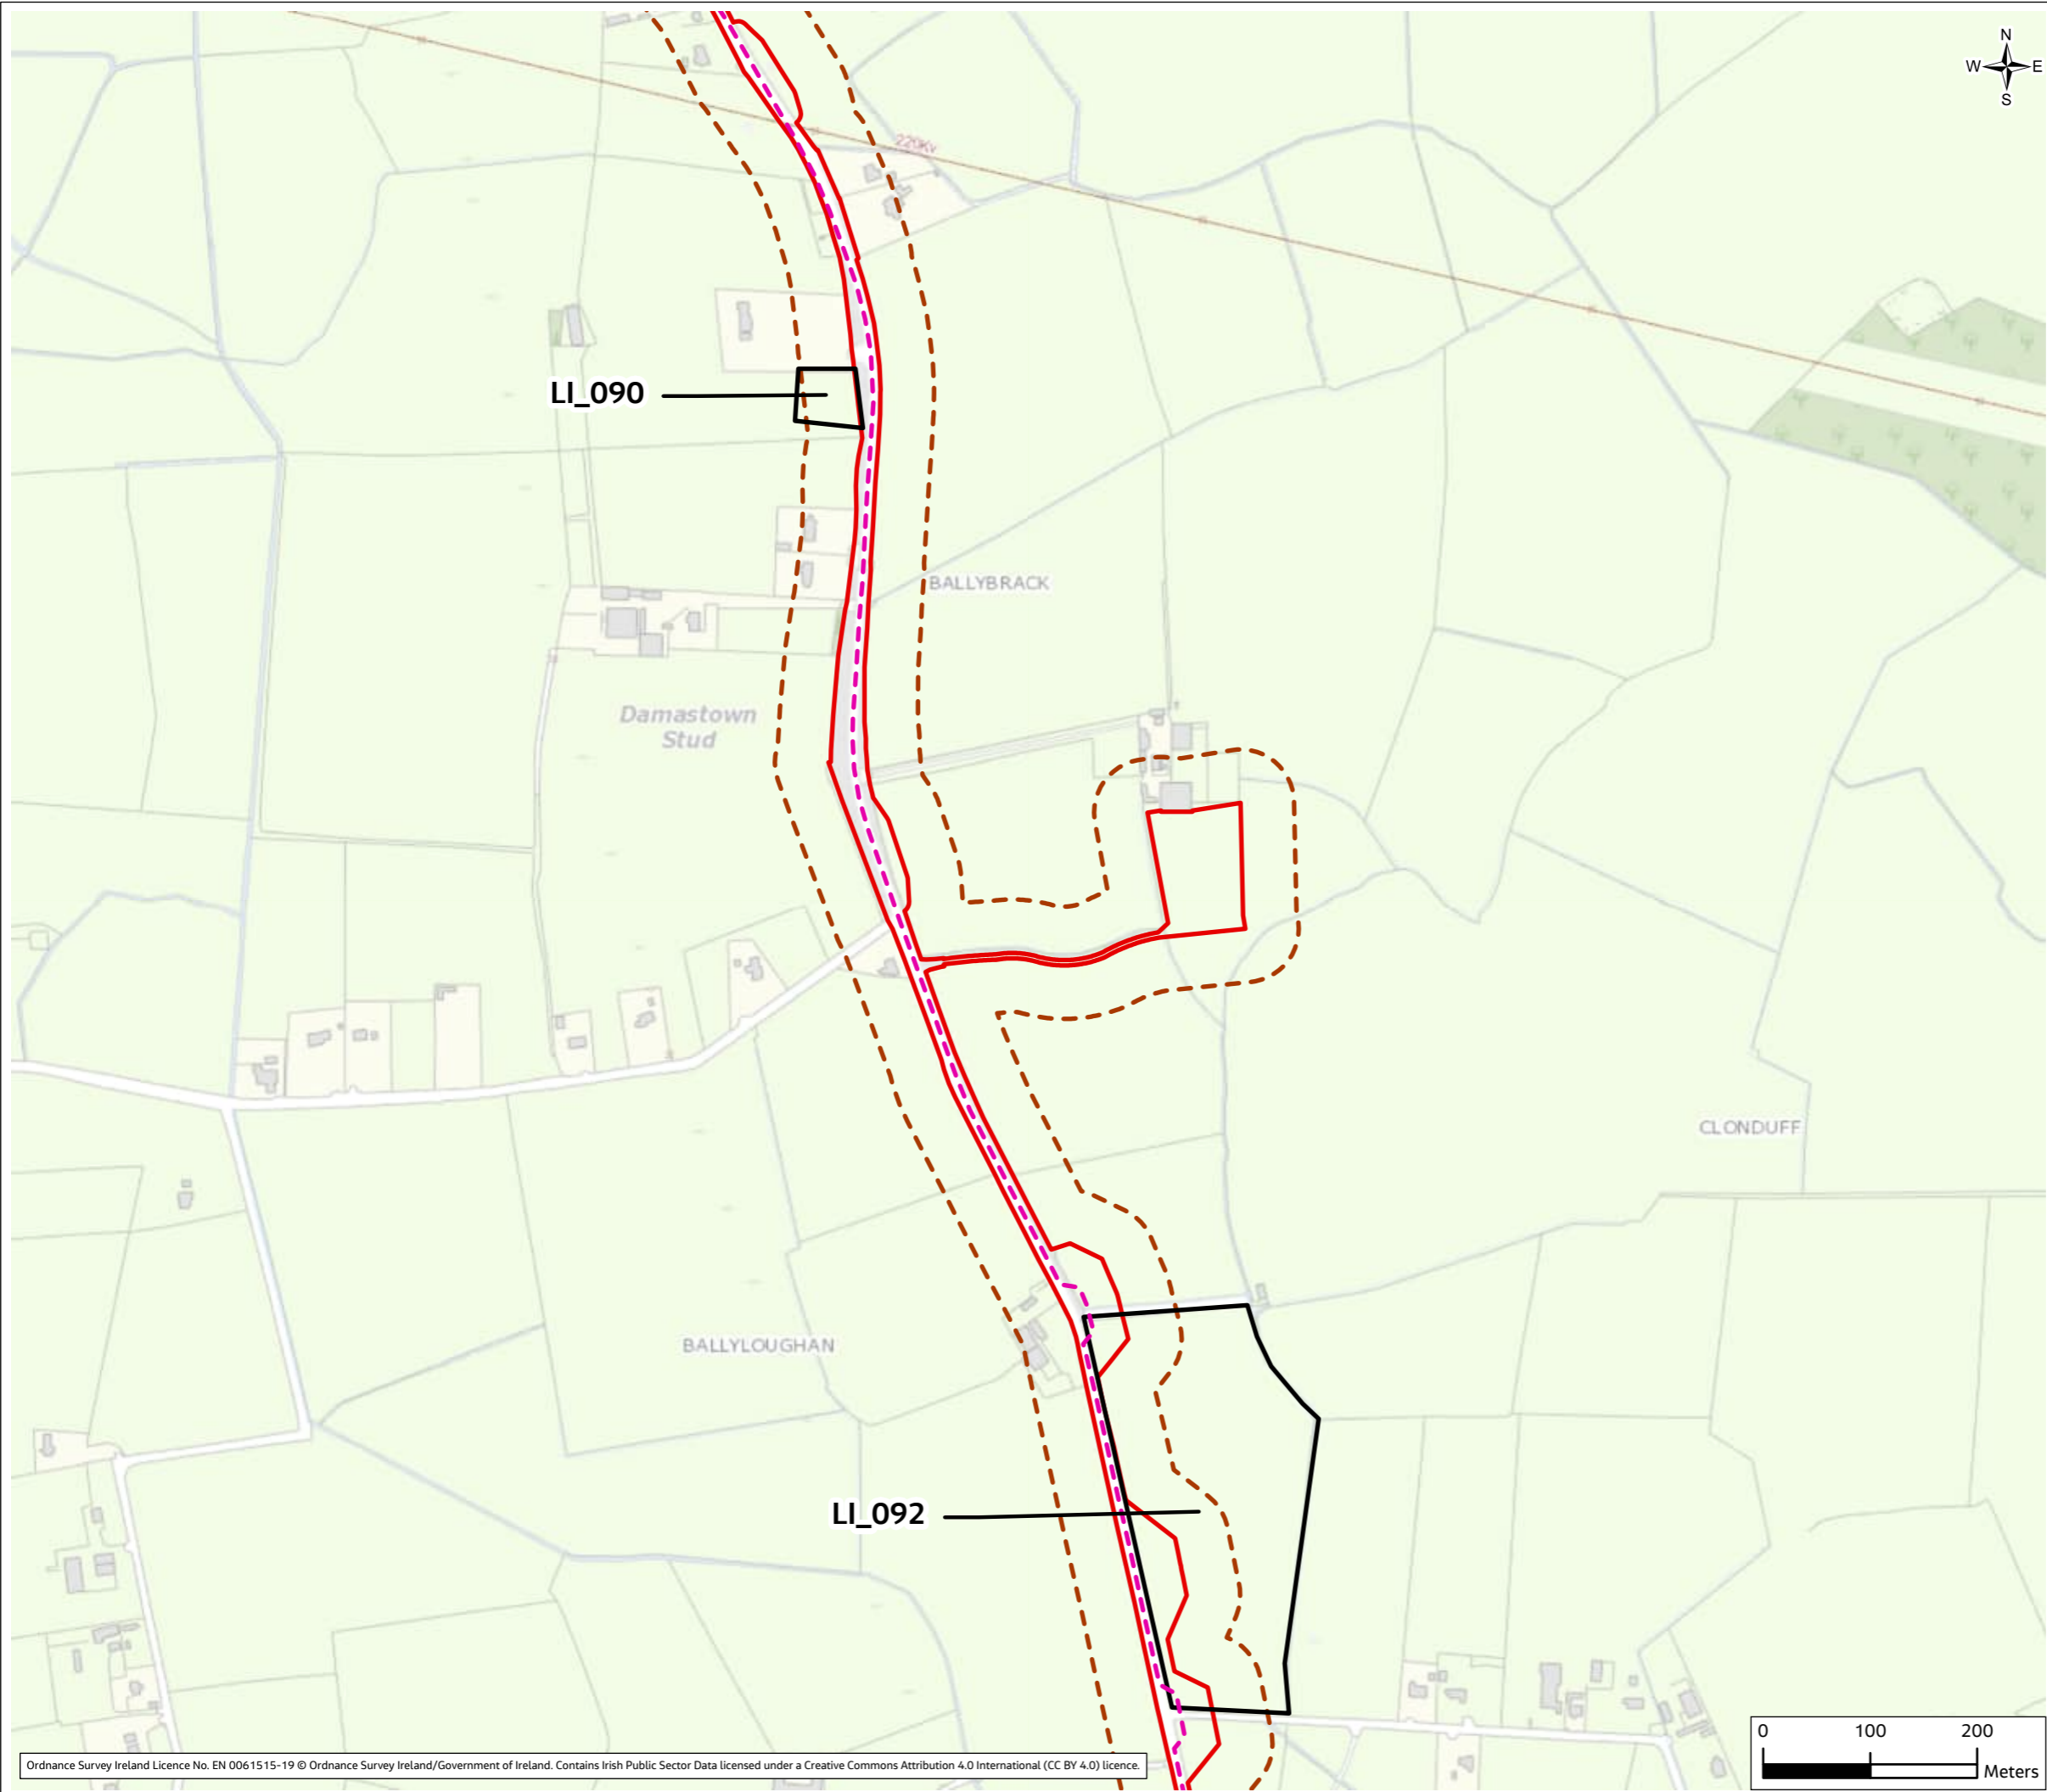 N
W E
S
220Kv
LI_090
BALLYBRACK
Damastown
Stud
CLONDUFF
BALLYLOUGHAN
LI_092
0 100 200
Meters
Ordnance Survey Ireland Licence No. EN 0061515-19 © Ordnance Survey Ireland/Government of Ireland. Contains Irish Public Sector Data licensed under a Creative Commons Attribution 4.0 International (CC BY 4.0) licence.